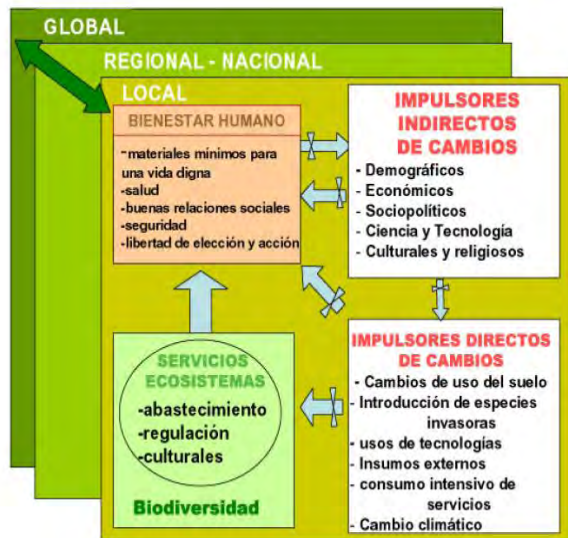 GLOBAL
REGIONAL - NACIONAL
LOCAL
BIENESTAR HUMANO
-materiales mínimos para
una vida digna
-salud
-buenas relaciones sociales
-seguridad
-libertad de elección y acción
IMPULSORES
INDIRECTOS
DE CAMBIOS
- Demográficos
- Económicos
- Sociopolíticos
- Ciencia y Tecnología
- Culturales y religiosos
SERVICIOS
ECOSISTEMAS
-abastecimiento
-regulación
-culturales
Biodiversidad
IMPULSORES DIRECTOS
DE CAMBIOS
- Cambios de uso del suelo
- Introducción de especies
invasoras
- usos de tecnologías
- Insumos externos
- consumo intensivo de
servicios
- Cambio climático